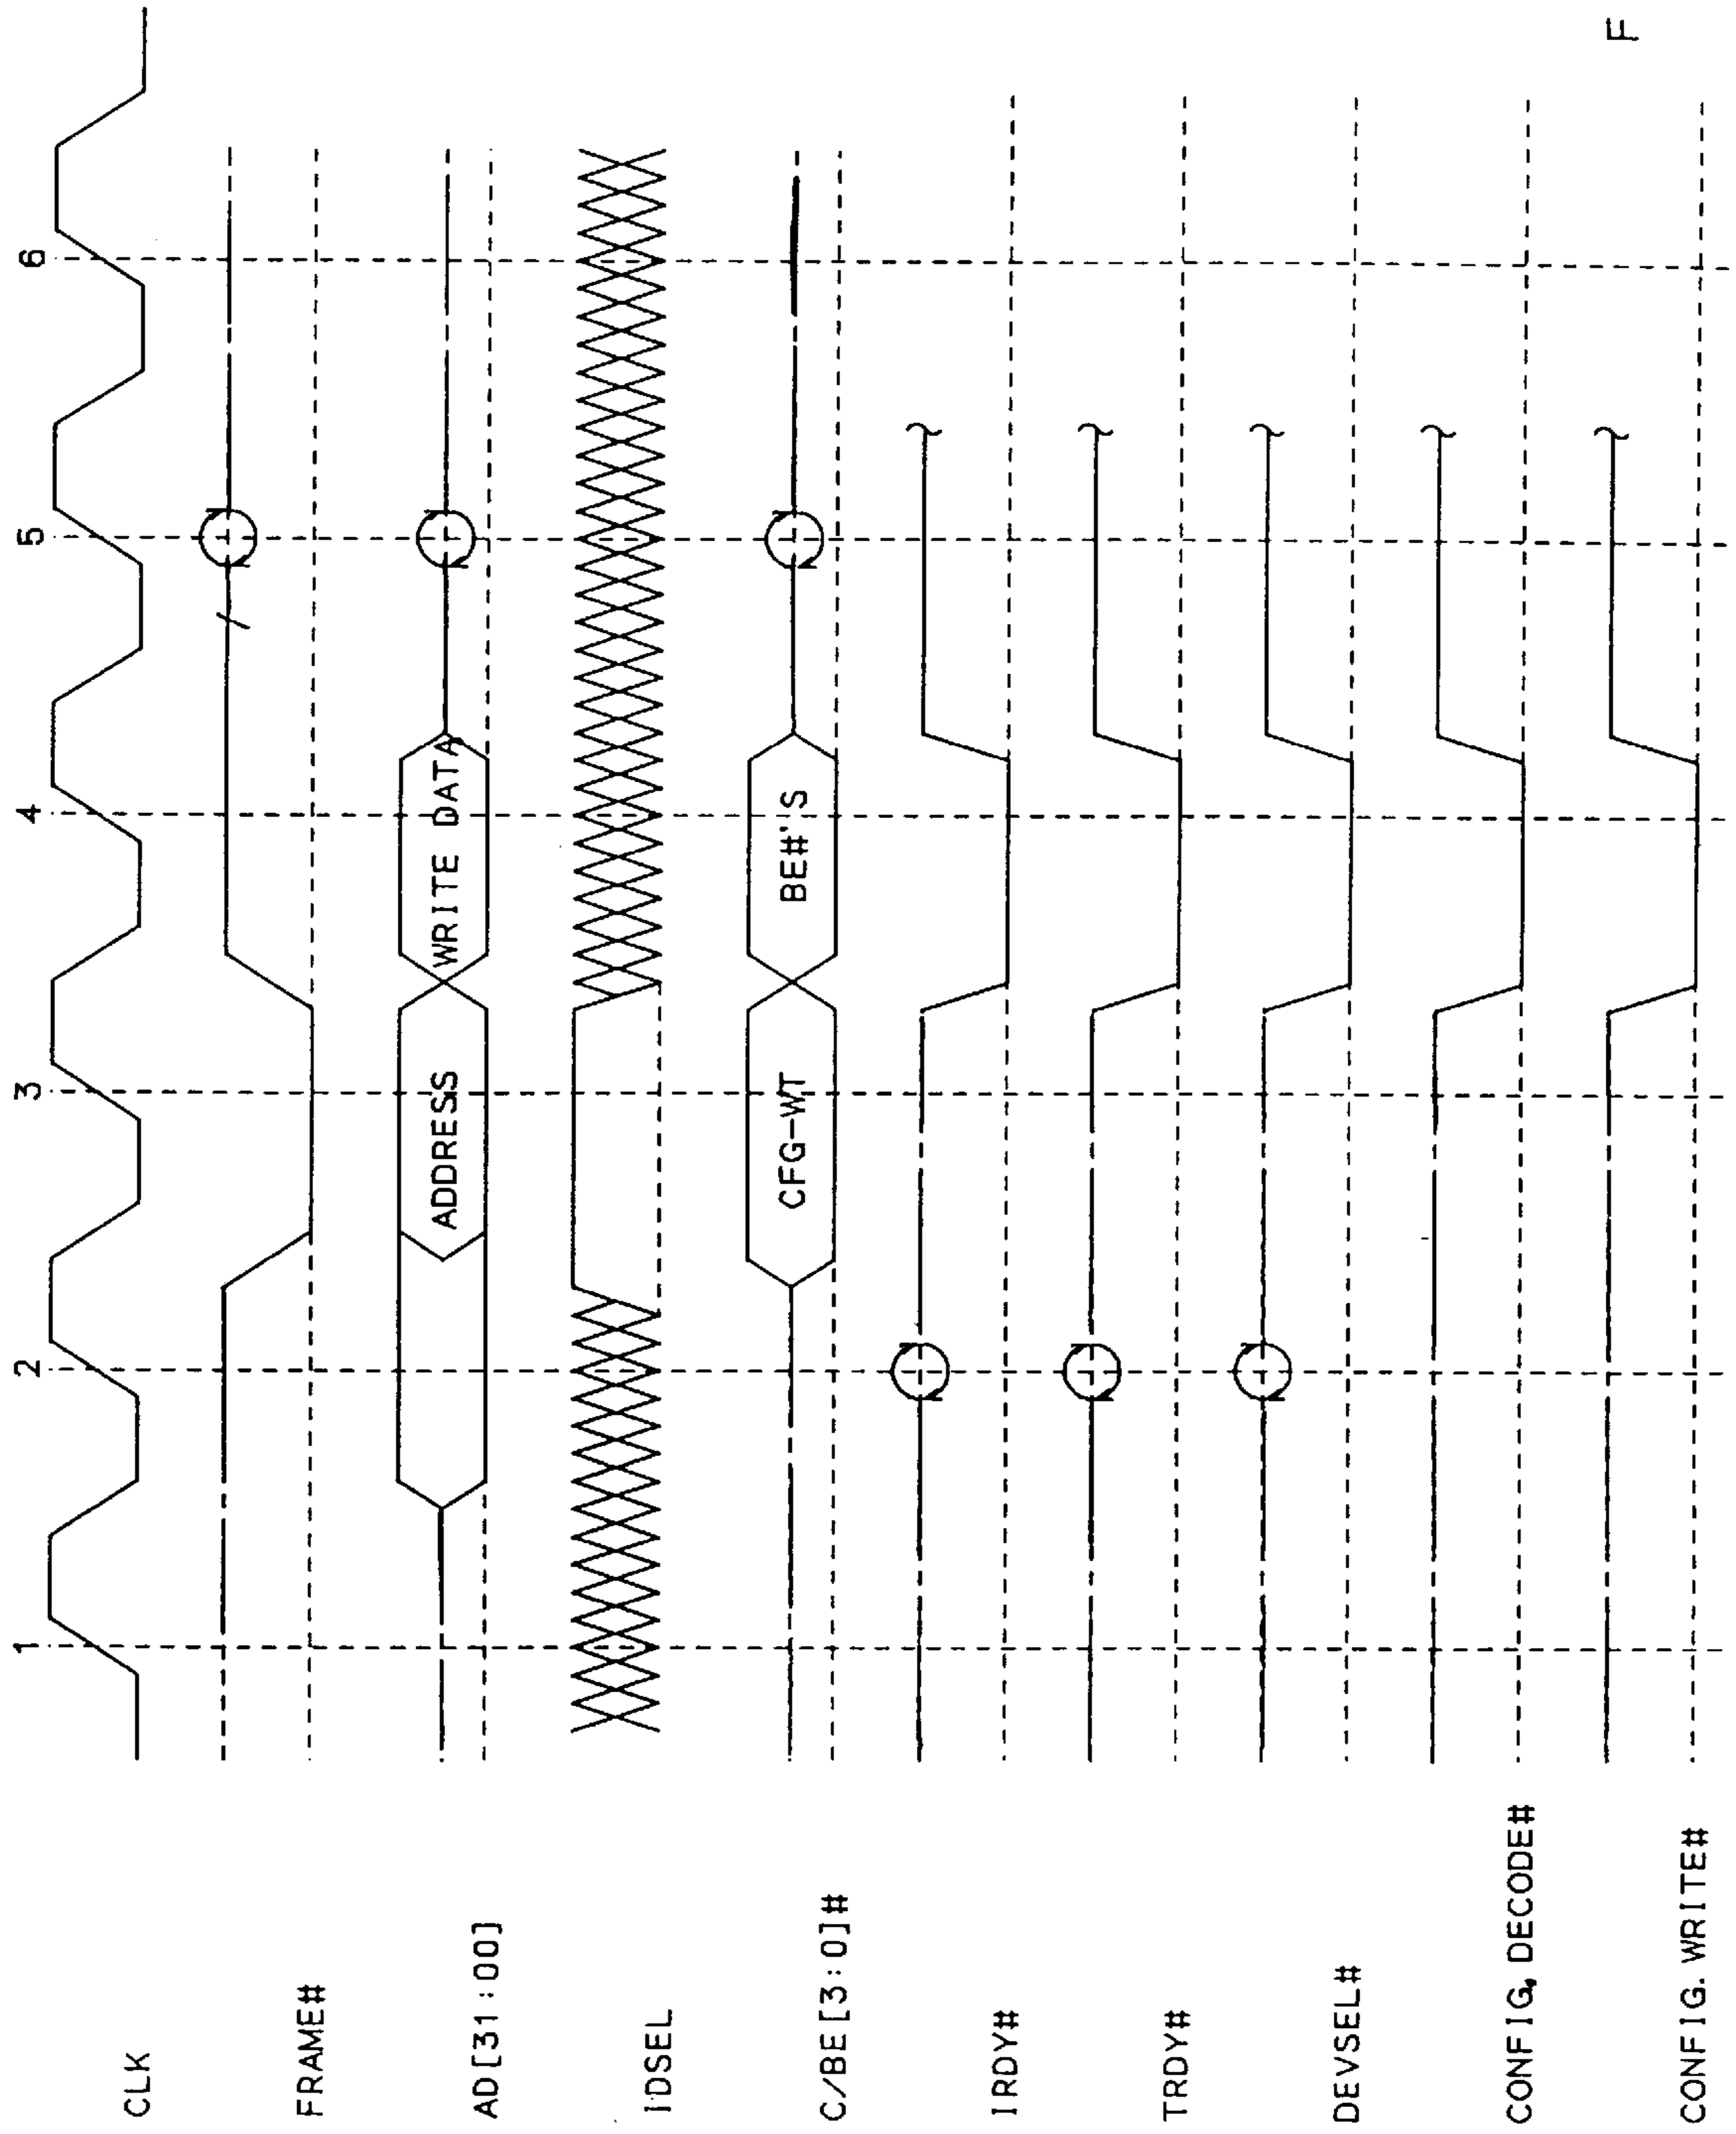 1 2 3 4 5 6
CLK
FRAME#
AD[31:00]
ADDRESS WRITE DATA
IDSEL
C/BE[3:0]#
CFG-WT BE#'S
IRDY#
TRDY#
DEVSEL#
CONFIG. DECODE#
CONFIG. WRITE#
F